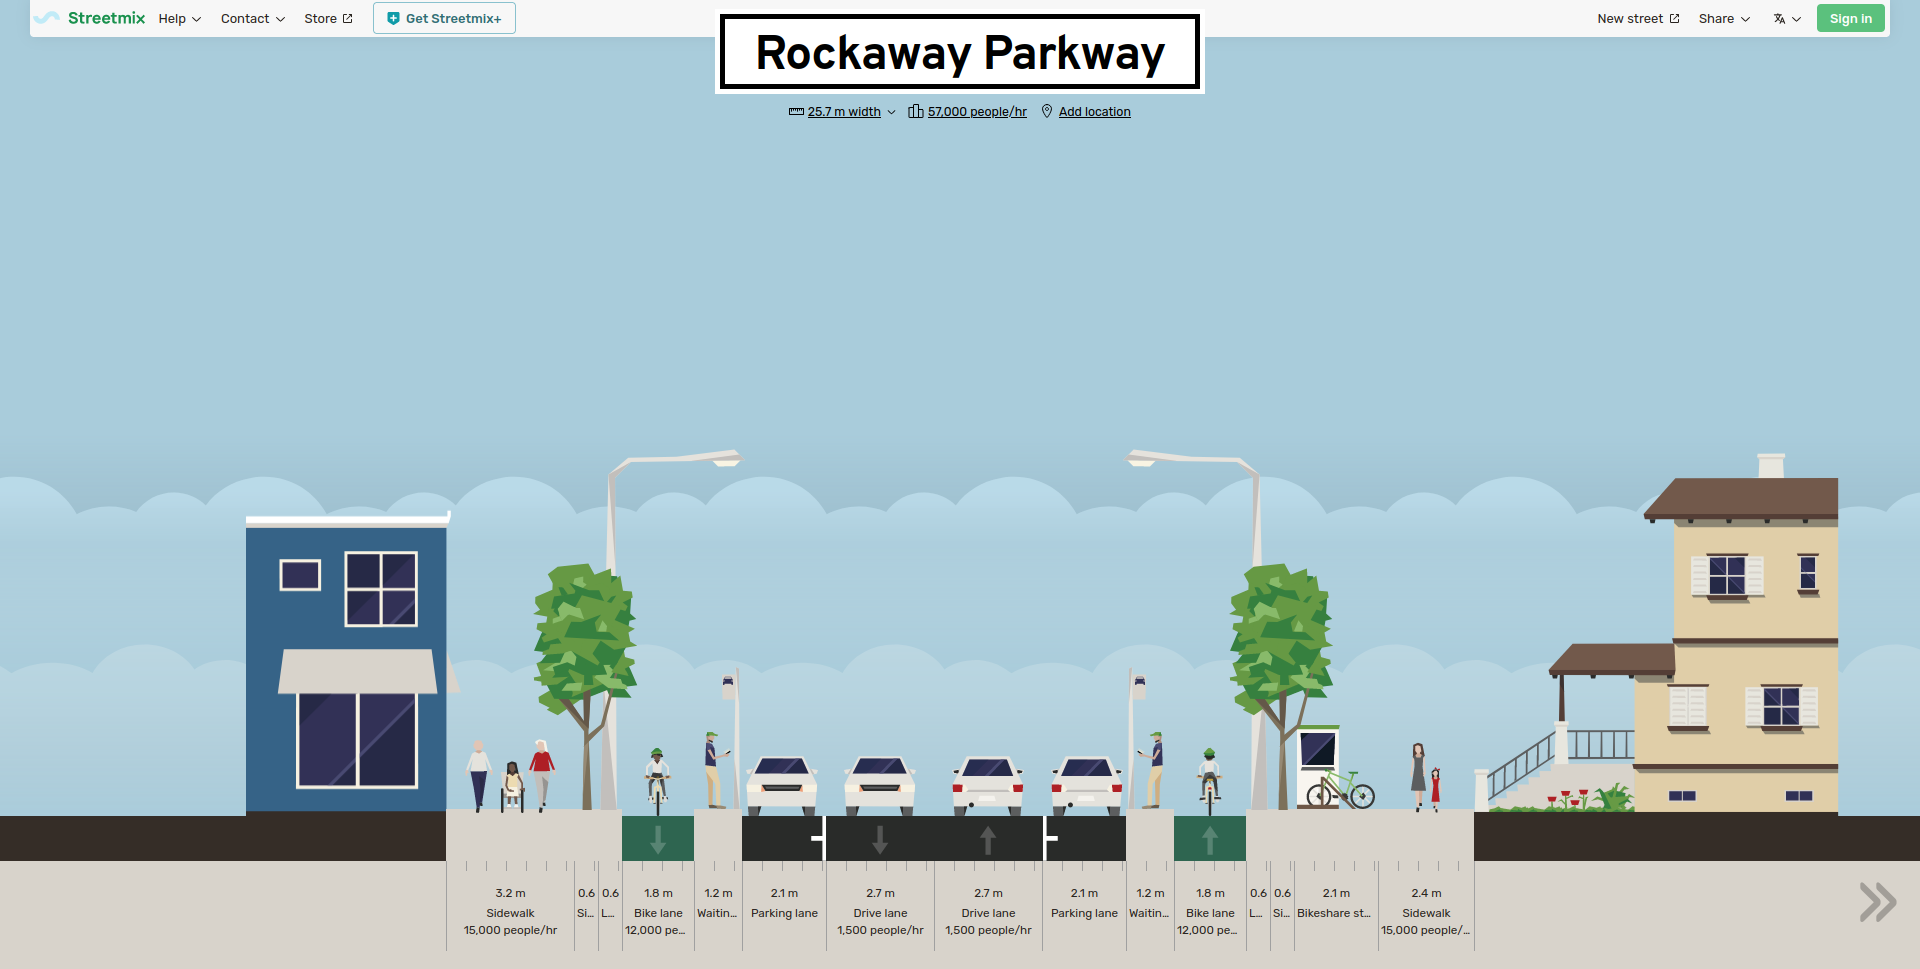 Streetmix Help Contact Store Get Streetmix+ New street Share Sign in
Rockaway Parkway
25.7 m width 57,000 people/hr Add location
3.2 m 0.6 0.6 1.8 m 1.2 m 2.1 m 2.7 m 2.7 m 2.1 m 1.2 m 1.8 m 0.6 0.6 2.1 m 2.4 m
Sidewalk Si... L... Bike lane Waitin... Parking lane Drive lane Drive lane Parking lane Waitin... Bike lane L... Si... Bikeshare st... Sidewalk
15,000 people/hr 12,000 pe... 1,500 people/hr 1,500 people/hr 12,000 pe... 15,000 people/...